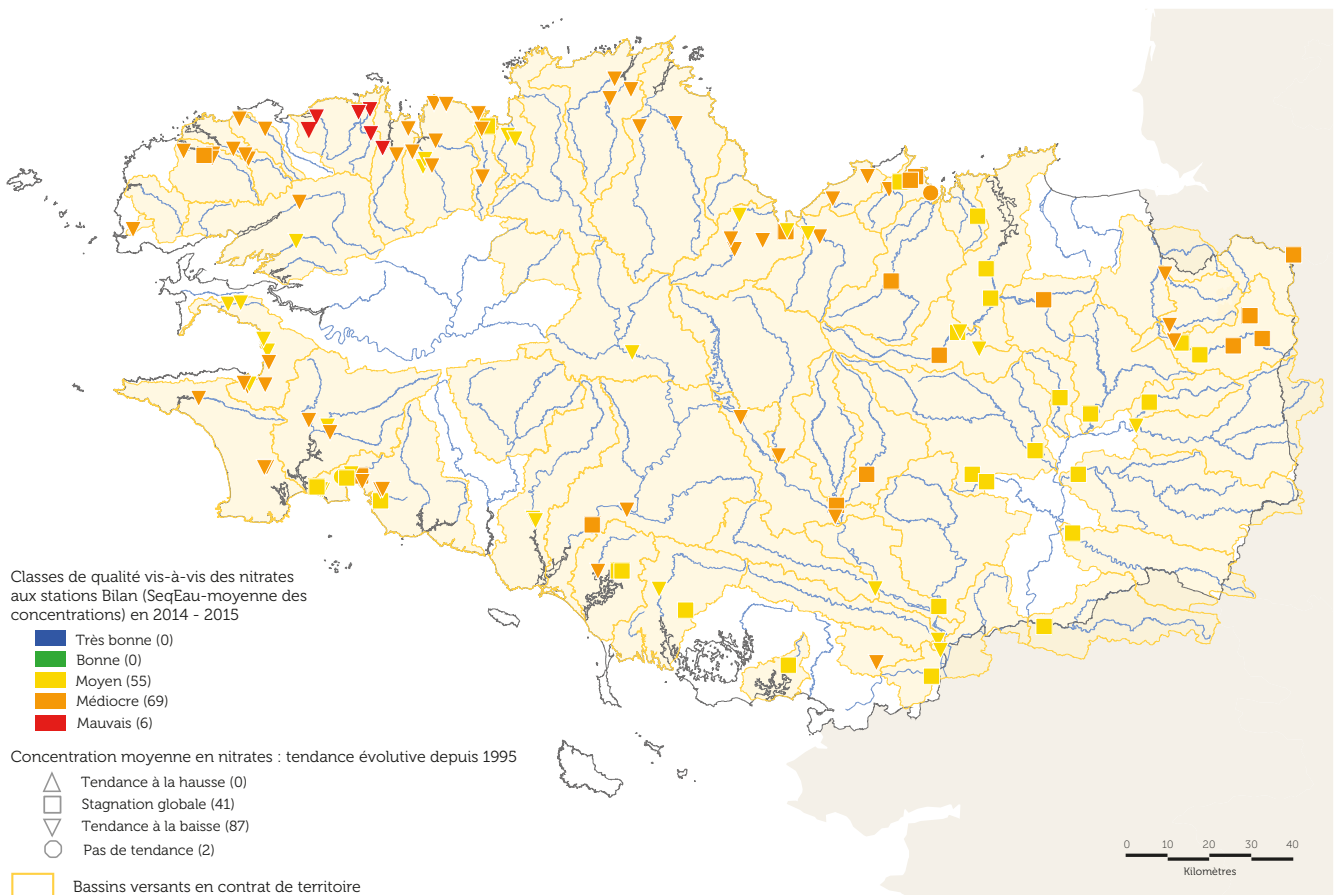 Classes de qualité vis-à-vis des nitrates
aux stations Bilan (SeqEau-moyenne des
concentrations) en 2014 - 2015
Très bonne (0)
Bonne (0)
Moyen (55)
Médiocre (69)
Mauvais (6)
Concentration moyenne en nitrates : tendance évolutive depuis 1995
Tendance à la hausse (0)
Stagnation globale (41)
Tendance à la baisse (87)
Pas de tendance (2)
Bassins versants en contrat de territoire
0 10 20 30 40
Kilomètres